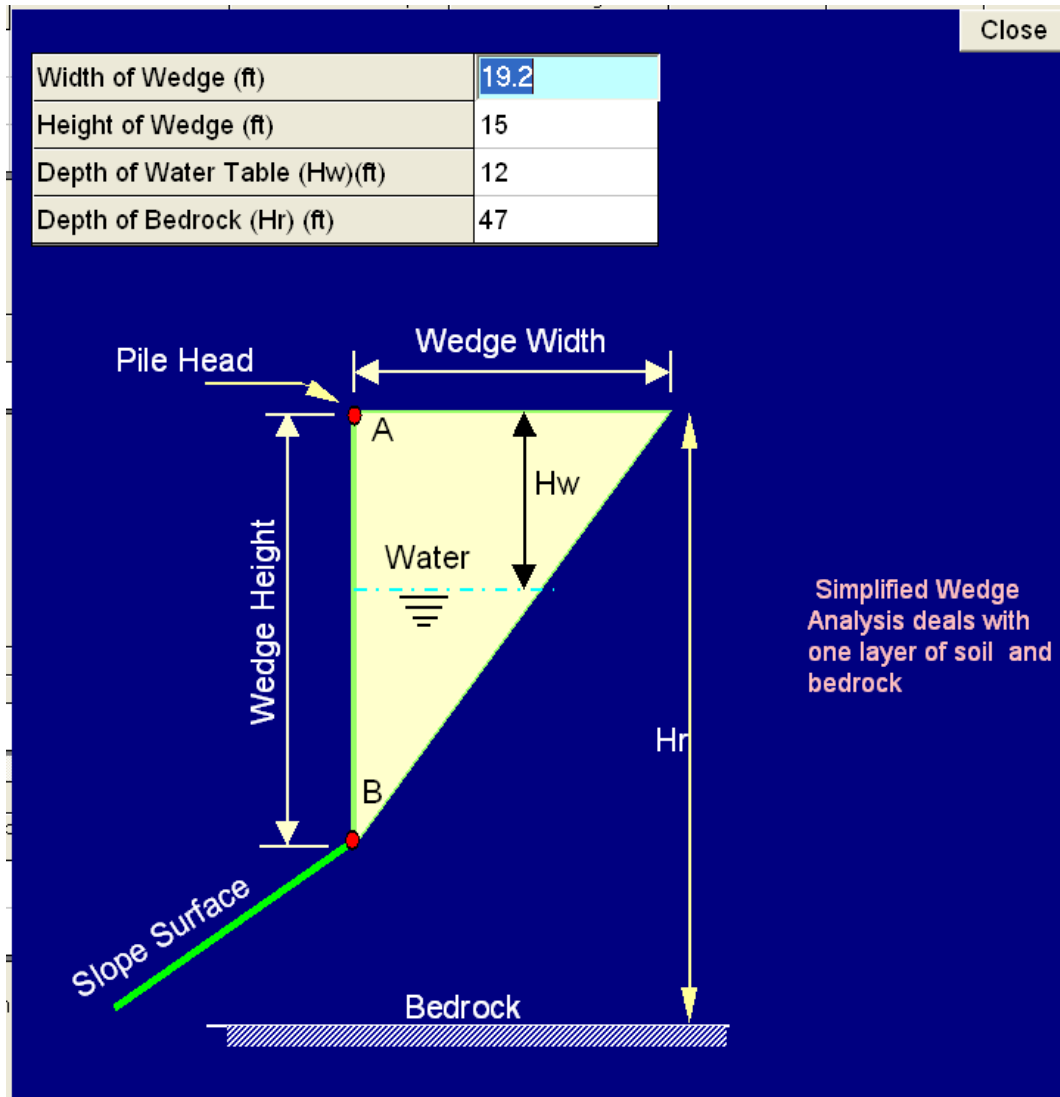 Close
Width of Wedge (ft) 19.2
Height of Wedge (ft) 15
Depth of Water Table (Hw)(ft) 12
Depth of Bedrock (Hr) (ft) 47
Wedge Width
Pile Head
A
Hw
Wedge Height
Water
Simplified Wedge
Analysis deals with
one layer of soil and
bedrock
Hr
B
Slope Surface
Bedrock